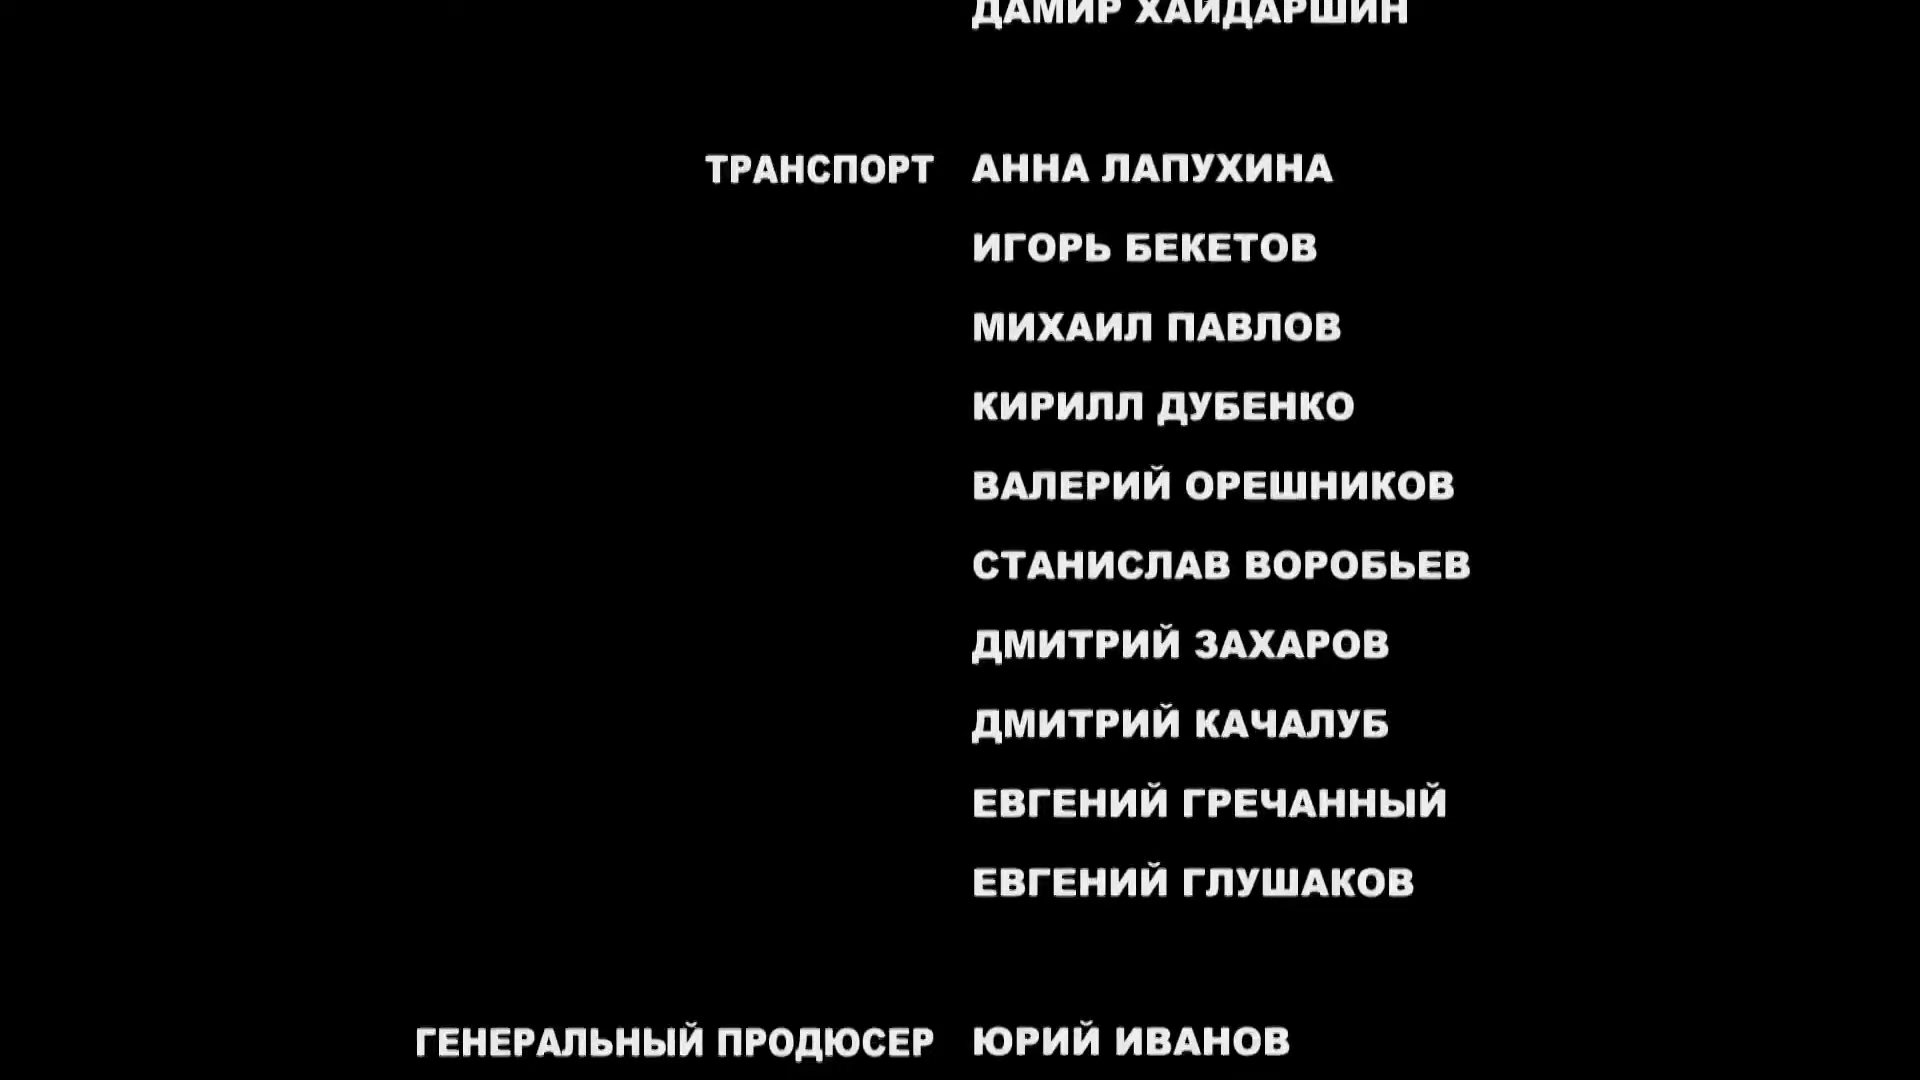 ДАМИР ХАЙДАРШИН
ТРАНСПОРТ АННА ЛАПУХИНА
ИГОРЬ БЕКЕТОВ
МИХАИЛ ПАВЛОВ
КИРИЛЛ ДУБЕНКО
ВАЛЕРИЙ ОРЕШНИКОВ
СТАНИСЛАВ ВОРОБЬЕВ
ДМИТРИЙ ЗАХАРОВ
ДМИТРИЙ КАЧАЛУБ
ЕВГЕНИЙ ГРЕЧАННЫЙ
ЕВГЕНИЙ ГЛУШАКОВ
ГЕНЕРАЛЬНЫЙ ПРОДЮСЕР ЮРИЙ ИВАНОВ